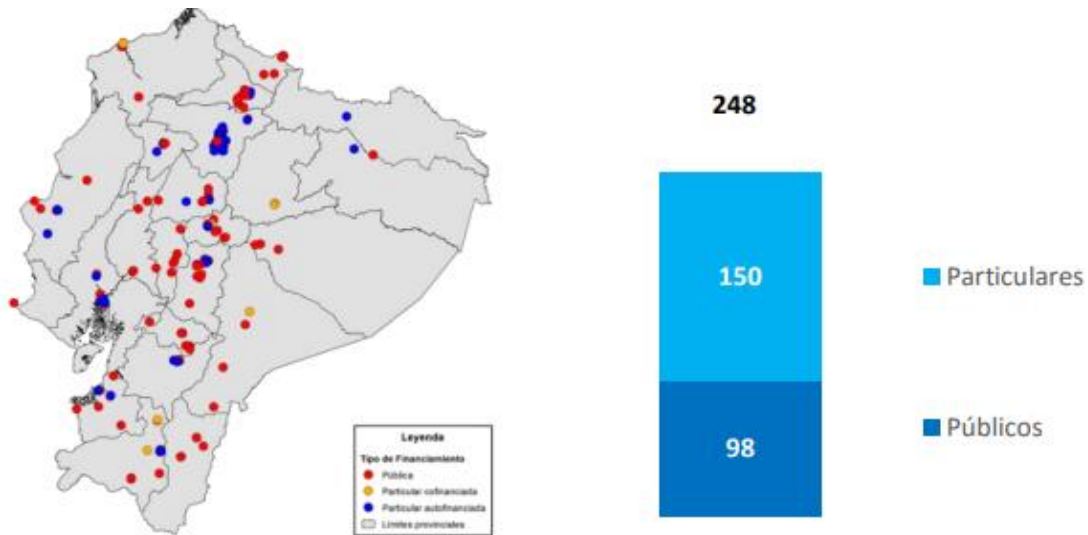 Leyenda
Tipo de Financiamiento
Pública
Particular cofinanciada
Particular autofinanciada
Límites provinciales
248
150
98
Particulares
Públicos